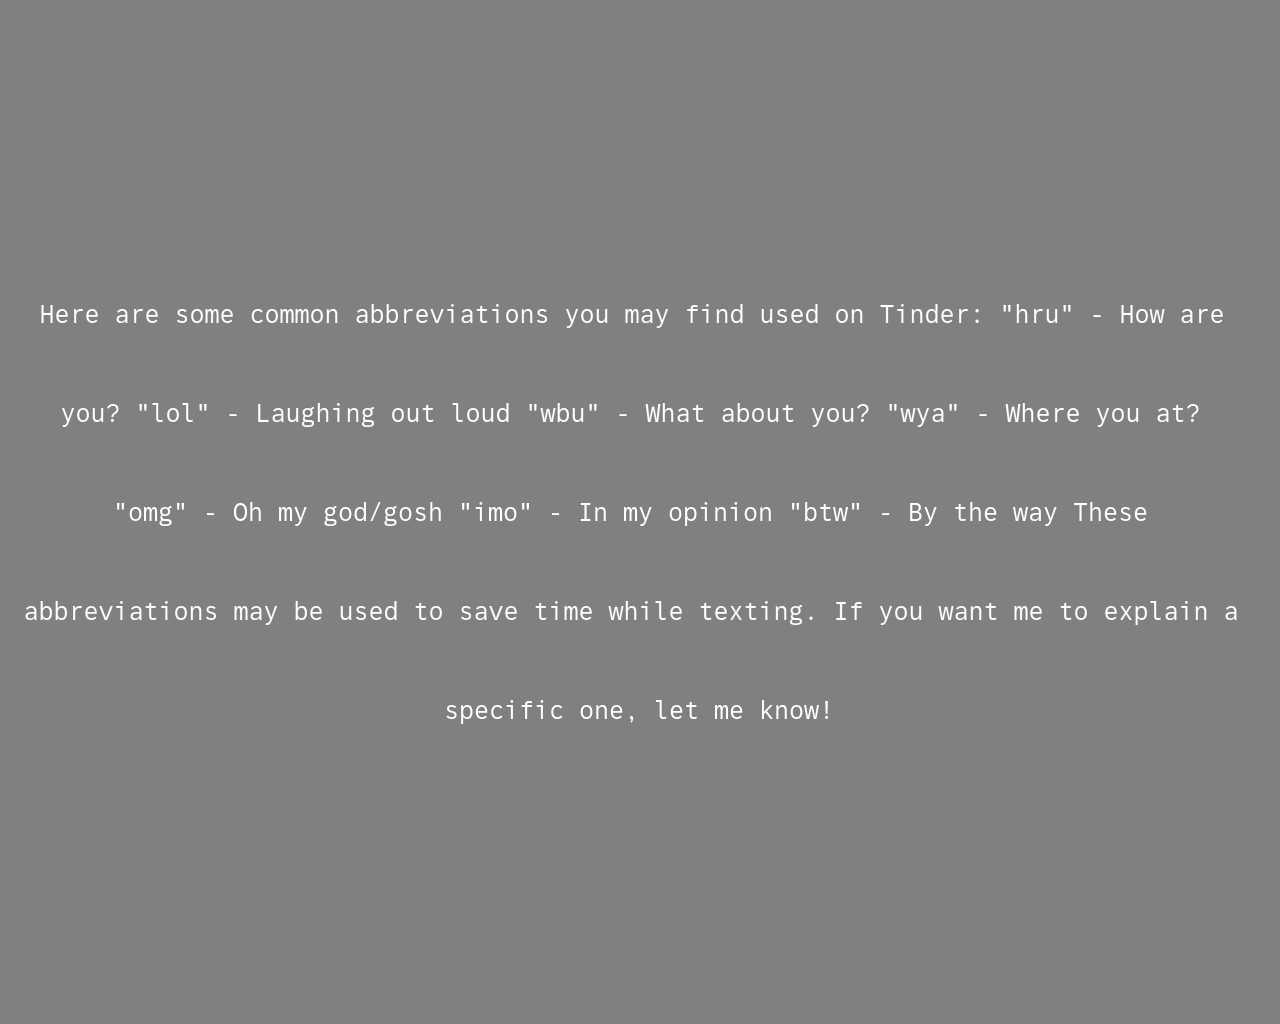 Here are some common abbreviations you may find used on Tinder: "hru" - How are
you? "lol" - Laughing out loud "wbu" - What about you? "wya" - Where you at?
"omg" - Oh my god/gosh "imo" - In my opinion "btw" - By the way These
abbreviations may be used to save time while texting. If you want me to explain a
specific one, let me know!